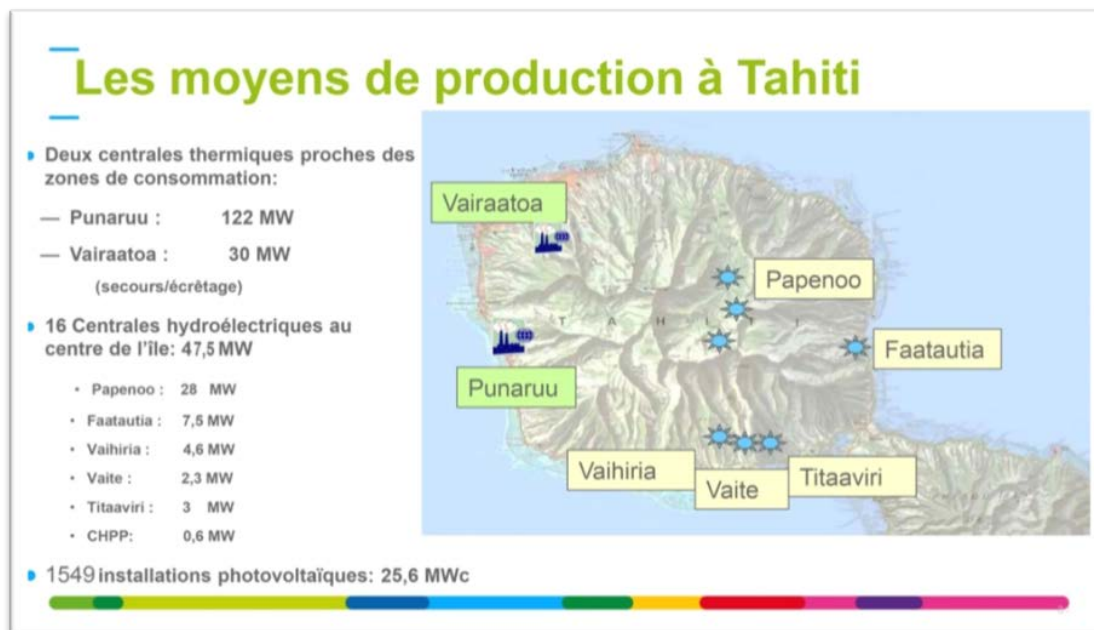 Les moyens de production à Tahiti
Deux centrales thermiques proches des
zones de consommation:
— Punaruu : 122 MW
— Vairaatoa : 30 MW
(secours/écrêtage)
16 Centrales hydroélectriques au
centre de l'île: 47,5 MW
• Papenoo : 28 MW
• Faatautia : 7,5 MW
• Vaihiria : 4,6 MW
• Vaite : 2,3 MW
• Titaaviri : 3 MW
• CHPP: 0,6 MW
1549 installations photovoltaïques: 25,6 MWc
Vairaatoa
Papenoo
T A H I T I
Faatautia
Punaruu
Vaihiria
Vaite
Titaaviri